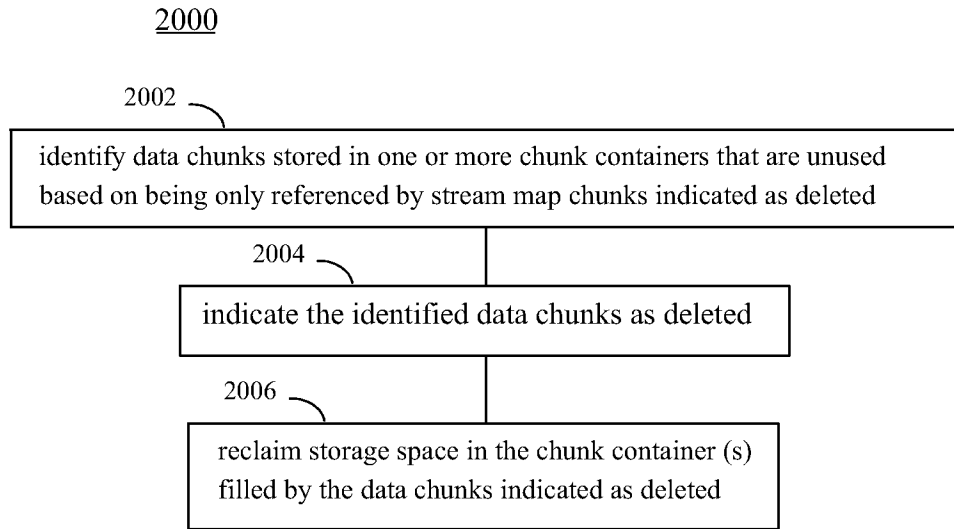 2000
2002
identify data chunks stored in one or more chunk containers that are unused
based on being only referenced by stream map chunks indicated as deleted
2004
indicate the identified data chunks as deleted
2006
reclaim storage space in the chunk container (s)
filled by the data chunks indicated as deleted